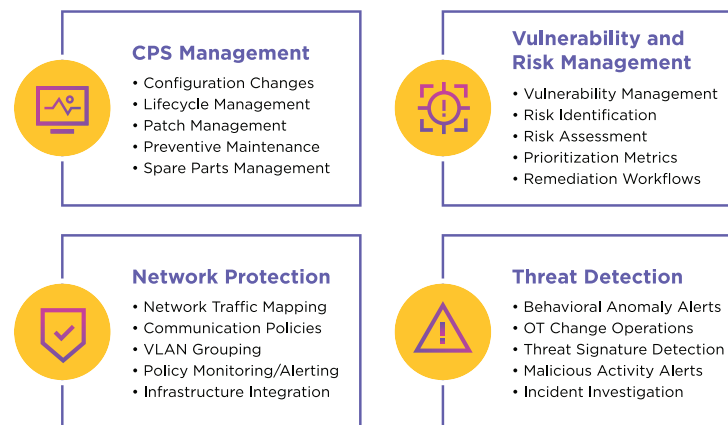 CPS Management
• Configuration Changes
• Lifecycle Management
• Patch Management
• Preventive Maintenance
• Spare Parts Management
Vulnerability and
Risk Management
• Vulnerability Management
• Risk Identification
• Risk Assessment
• Prioritization Metrics
• Remediation Workflows
Network Protection
• Network Traffic Mapping
• Communication Policies
• VLAN Grouping
• Policy Monitoring/Alerting
• Infrastructure Integration
Threat Detection
• Behavioral Anomaly Alerts
• OT Change Operations
• Threat Signature Detection
• Malicious Activity Alerts
• Incident Investigation